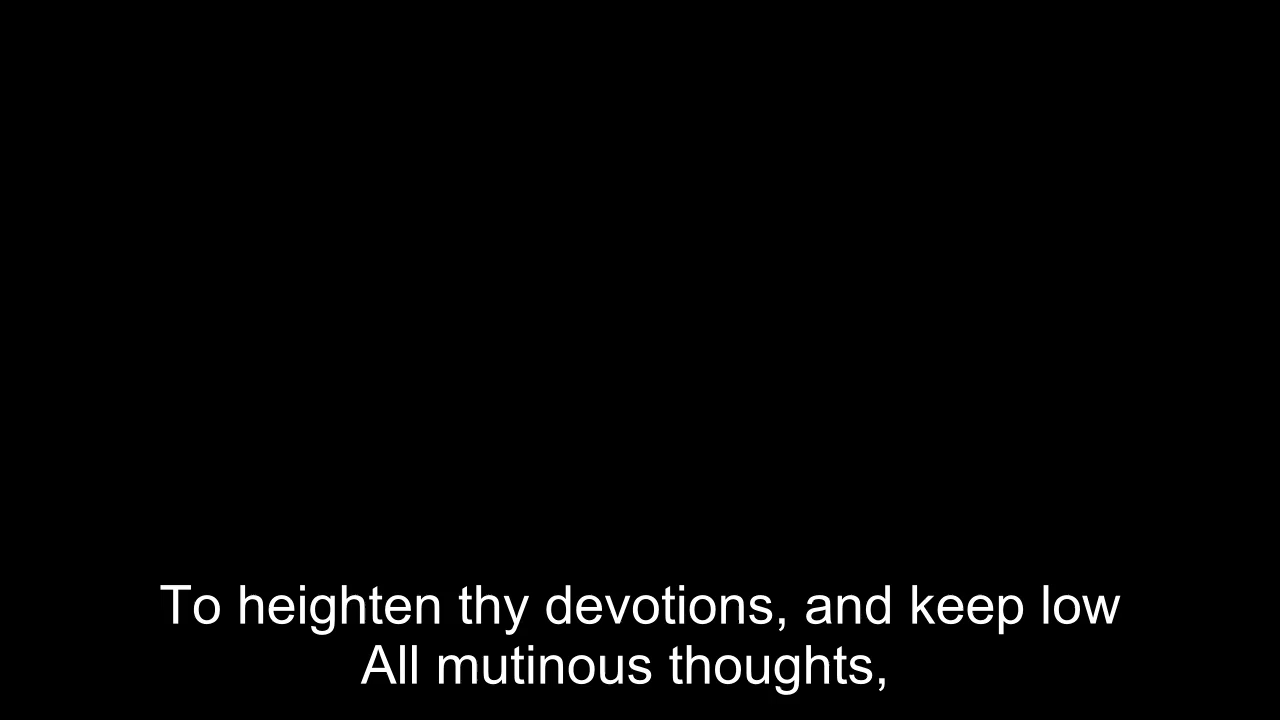 To heighten thy devotions, and keep low
All mutinous thoughts,